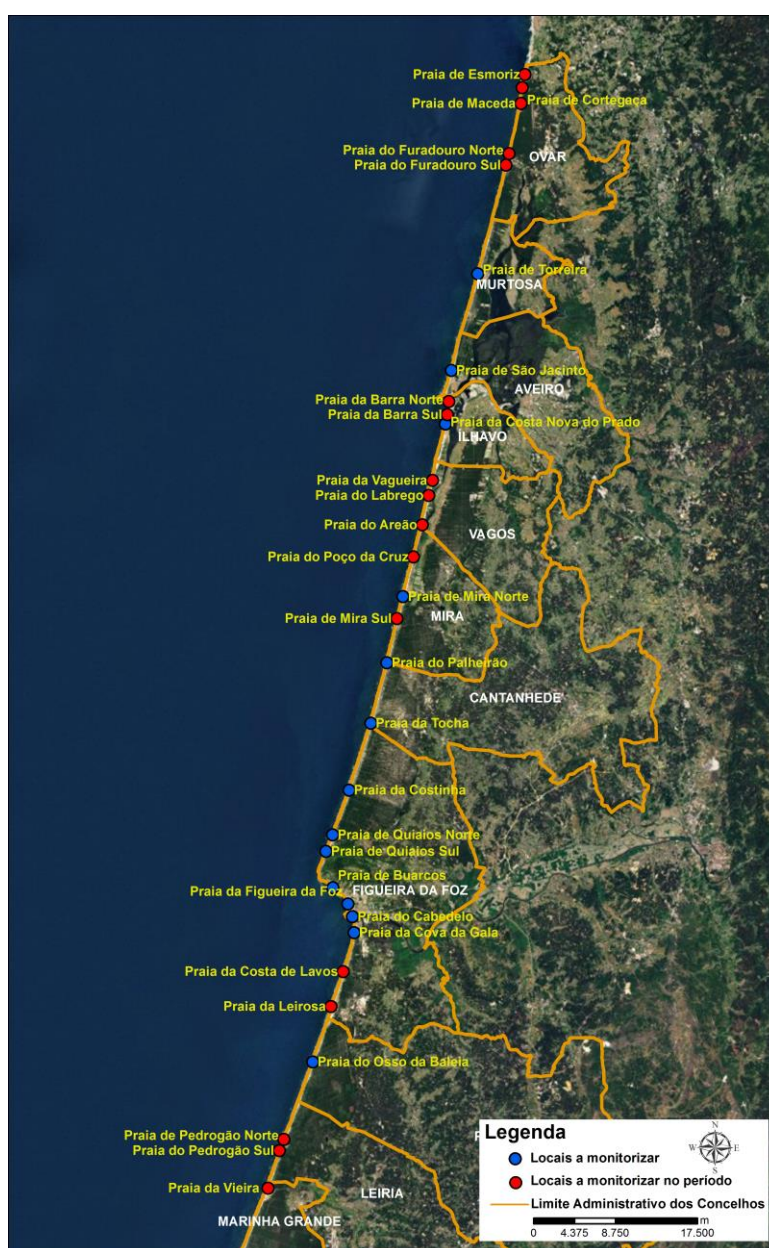 Praia de Esmoriz
Praia de Cortegaça
Praia de Maceda
Praia do Furadouro Norte
OVAR
Praia do Furadouro Sul
Praia de Torreira
MURTOSA
Praia de São Jacinto
AVEIRO
Praia da Barra Norte
Praia da Barra Sul
Praia da Costa Nova do Prado
ÍLHAVO
Praia da Vagueira
Praia do Labrego
Praia do Areão
VAGOS
Praia do Poço da Cruz
Praia de Mira Norte
MIRA
Praia de Mira Sul
Praia do Palheirão
CANTANHEDE
Praia da Tocha
Praia da Costinha
Praia de Quiaios Norte
Praia de Quiaios Sul
Praia de Buarcos
Praia da Figueira da Foz
FIGUEIRA DA FOZ
Praia do Cabedelo
Praia da Cova da Gala
Praia da Costa de Lavos
Praia da Leirosa
Praia do Osso da Baleia
Praia de Pedrogão Norte
Praia do Pedrogão Sul
Praia da Vieira
LEIRIA
MARINHA GRANDE
Legenda
N
W E
S
Locais a monitorizar
Locais a monitorizar no período
Limite Administrativo dos Concelhos
m
0 4.375 8.750 17.500